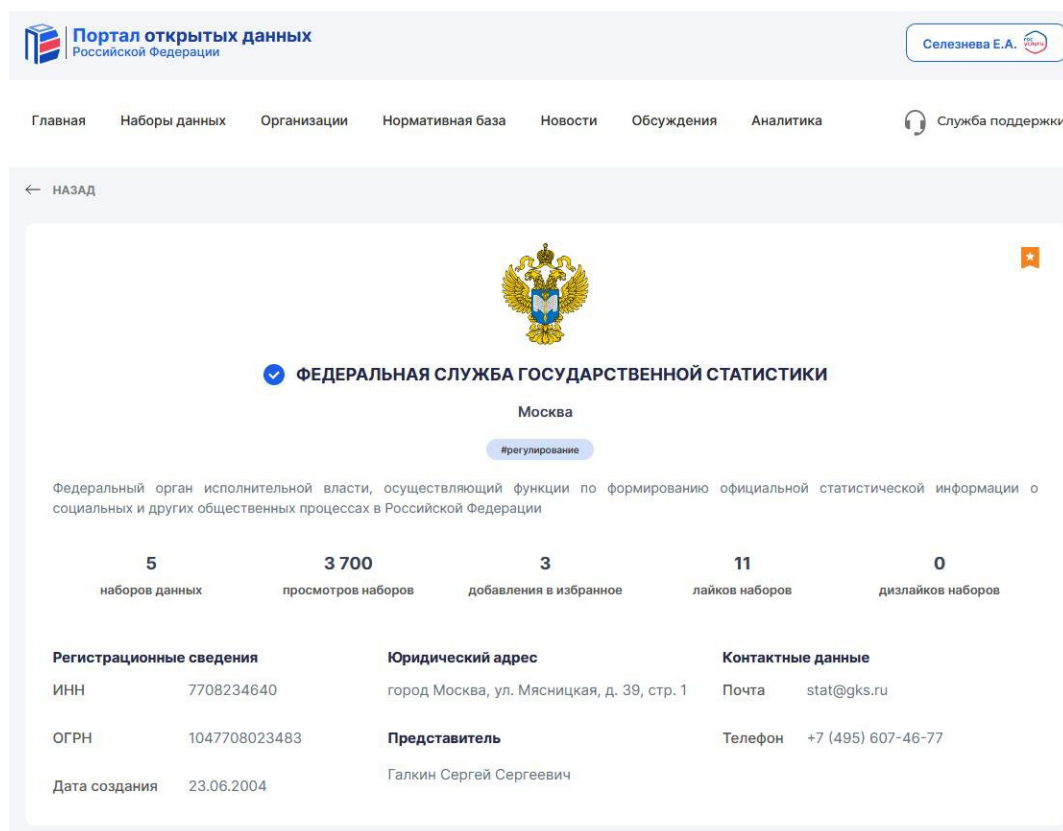 Портал открытых данных
Российской Федерации
Селезнева Е.А.
гос
услуги
Главная Наборы данных Организации Нормативная база Новости Обсуждения Аналитика Служба поддержки
НАЗАД
ФЕДЕРАЛЬНАЯ СЛУЖБА ГОСУДАРСТВЕННОЙ СТАТИСТИКИ
Москва
#регулирование
Федеральный орган исполнительной власти, осуществляющий функции по формированию официальной статистической информации о
социальных и других общественных процессах в Российской Федерации
5 3 700 3 11 0
наборов данных просмотров наборов добавления в избранное лайков наборов дизлайков наборов
Регистрационные сведения Юридический адрес Контактные данные
ИНН 7708234640 город Москва, ул. Мясницкая, д. 39, стр. 1 Почта stat@gks.ru
ОГРН 1047708023483 Представитель Телефон +7 (495) 607-46-77
Галкин Сергей Сергеевич
Дата создания 23.06.2004